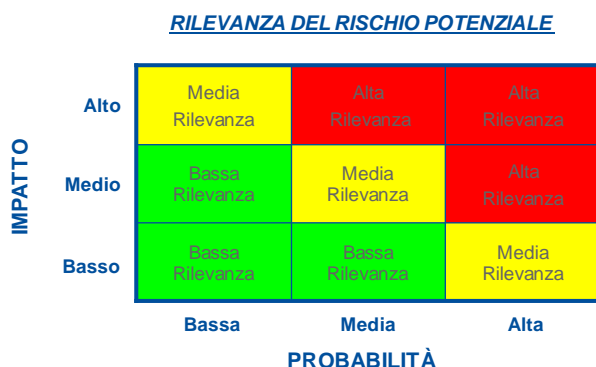 RILEVANZA DEL RISCHIO POTENZIALE
IMPATTO
Alto
Media
Rilevanza
Alta
Rilevanza
Alta
Rilevanza
Medio
Bassa
Rilevanza
Media
Rilevanza
Alta
Rilevanza
Basso
Bassa
Rilevanza
Bassa
Rilevanza
Media
Rilevanza
Bassa
Media
Alta
PROBABILITÀ